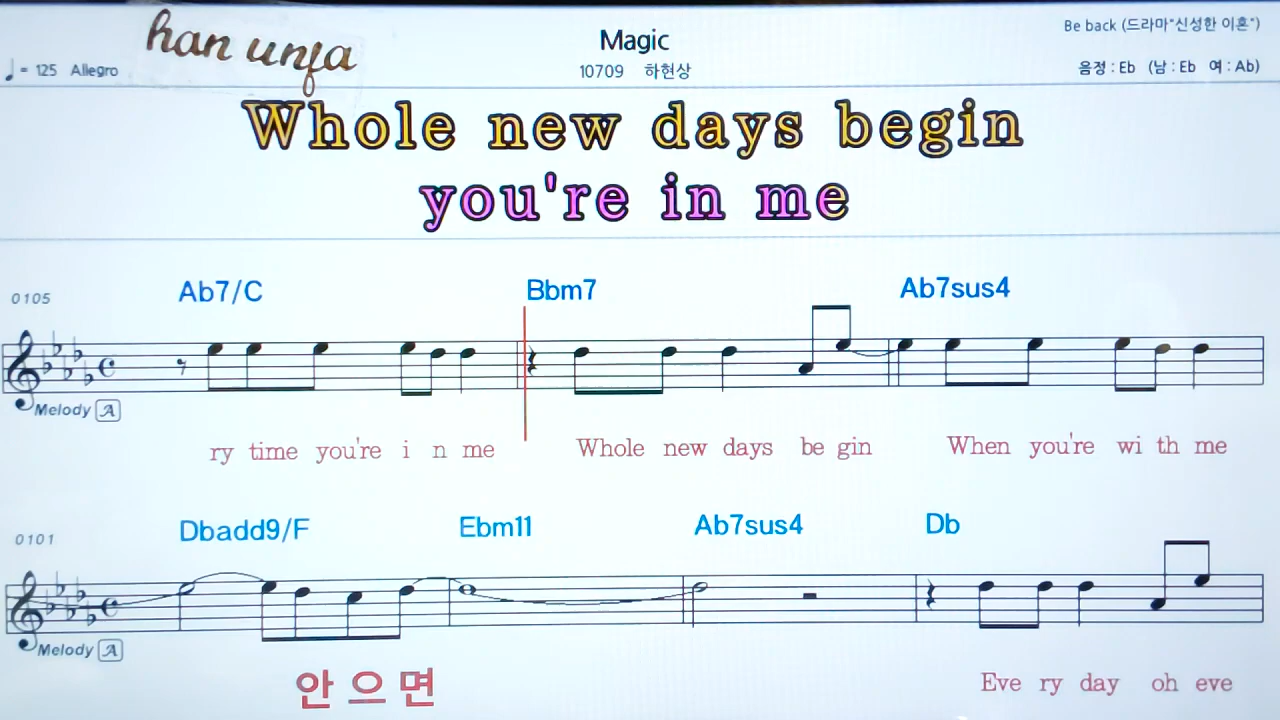 han unfa
Magic
Be back (드라마"신성한 이혼")
♩= 125 Allegro
10709 하현상
음정 : Eb (남 : Eb 여 : Ab)
Whole new days begin
you're in me
0105
Ab7/C Bbm7 Ab7sus4
Melody A
ry time you're i n me Whole new days be gin When you're wi th me
0101
Dbadd9/F Ebm11 Ab7sus4 Db
Melody A
안 으 면 Eve ry day oh eve